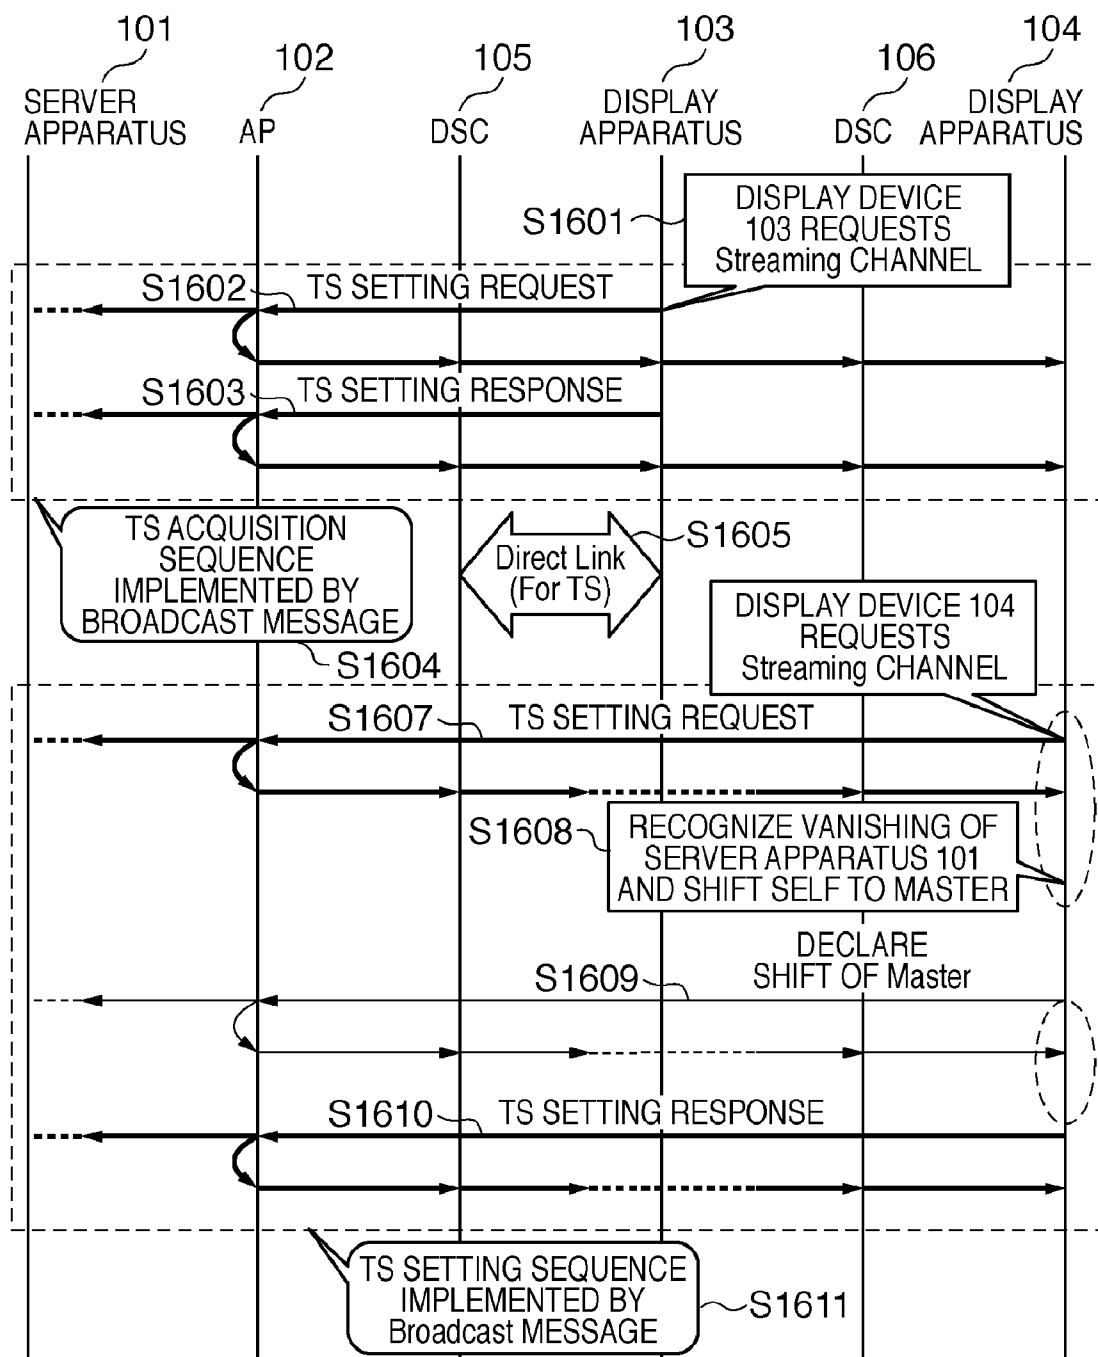 101
102
105
103
106
104
SERVER
APPARATUS
AP
DSC
DISPLAY
APPARATUS
DSC
DISPLAY
APPARATUS
S1601
DISPLAY DEVICE
103 REQUESTS
Streaming CHANNEL
S1602
TS SETTING REQUEST
S1603
TS SETTING RESPONSE
TS ACQUISITION
SEQUENCE
IMPLEMENTED BY
BROADCAST MESSAGE
S1604
Direct Link
(For TS)
S1605
DISPLAY DEVICE 104
REQUESTS
Streaming CHANNEL
S1607
TS SETTING REQUEST
S1608
RECOGNIZE VANISHING OF
SERVER APPARATUS 101
AND SHIFT SELF TO MASTER
DECLARE
SHIFT OF Master
S1609
S1610
TS SETTING RESPONSE
TS SETTING SEQUENCE
IMPLEMENTED BY
Broadcast MESSAGE
S1611